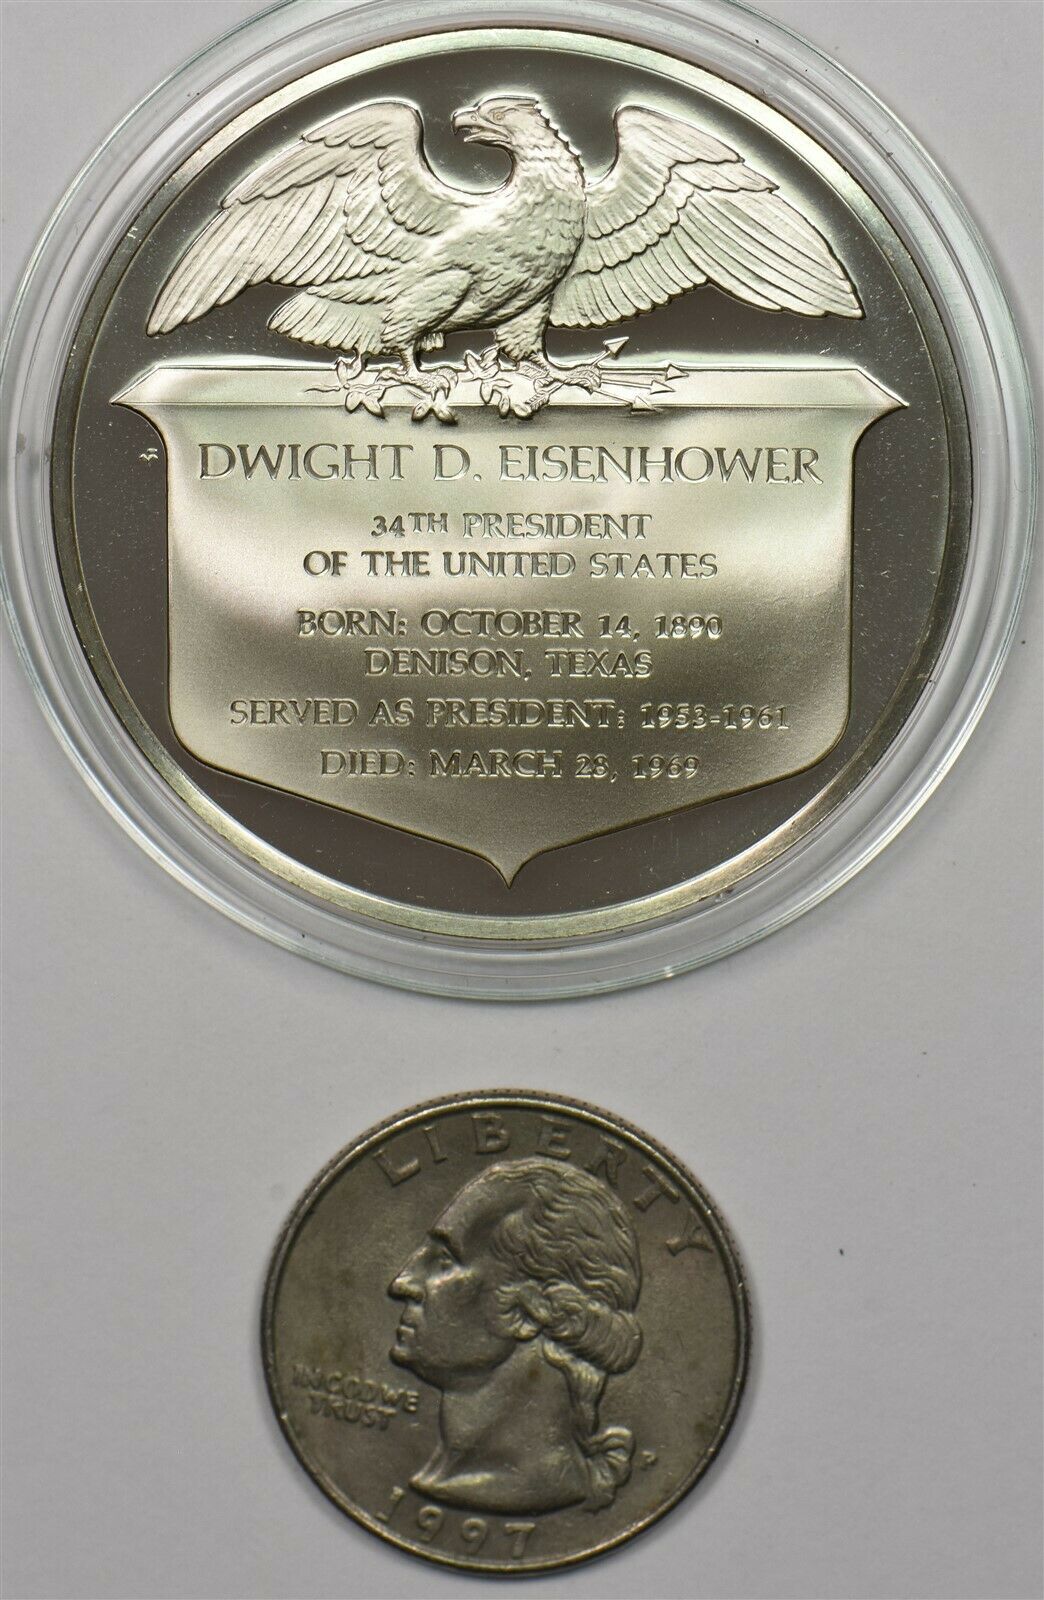 DWIGHT D. EISENHOWER
34TH PRESIDENT
OF THE UNITED STATES
BORN: OCTOBER 14, 1890
DENISON, TEXAS
SERVED AS PRESIDENT: 1953-1961
DIED: MARCH 28, 1969
LIBERTY
IN GOD WE
TRUST
P
1997